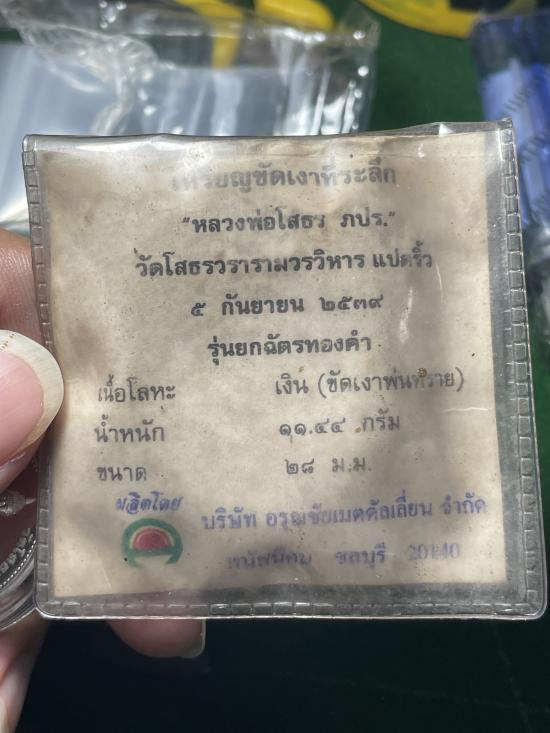 เหรียญขัดเงาที่ระลึก
"หลวงพ่อโสธร ภปร."
วัดโสธรวรารามวรวิหาร แปดริ้ว
๕ กันยายน ๒๕๓๙
รุ่นยกฉัตรทองคำ
เนื้อโลหะ เงิน (ขัดเงาพ่นทราย)
น้ำหนัก ๑๑.๔๔ กรัม
ขนาด ๒๘ ม.ม.
ผลิตโดย
บริษัท อรุณชัยเมดดัลเลี่ยน จำกัด
พนัสนิคม ชลบุรี 20140